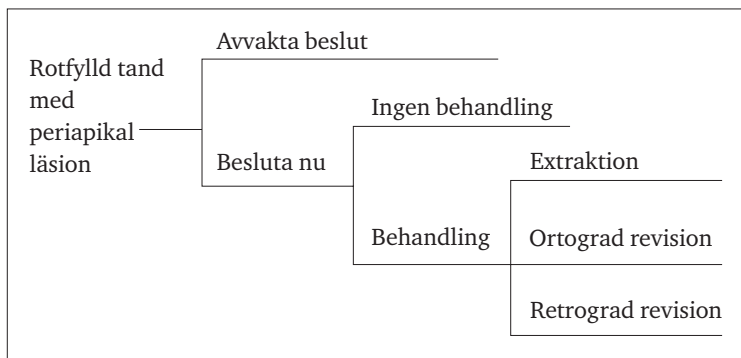 Avvakta beslut
Rotfylld tand
med
periapikal
läsion
Ingen behandling
Besluta nu
Extraktion
Behandling
Ortograd revision
Retrograd revision